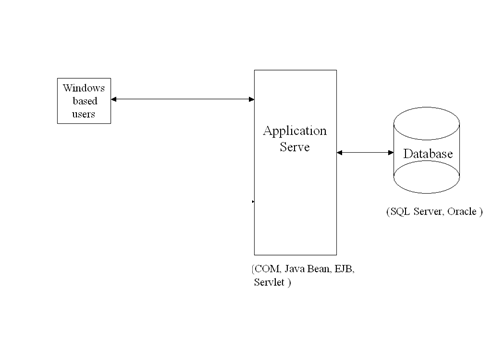 Windows
based
users
Application
Serve
Database
(SQL Server, Oracle )
(COM, Java Bean, EJB,
Servlet )